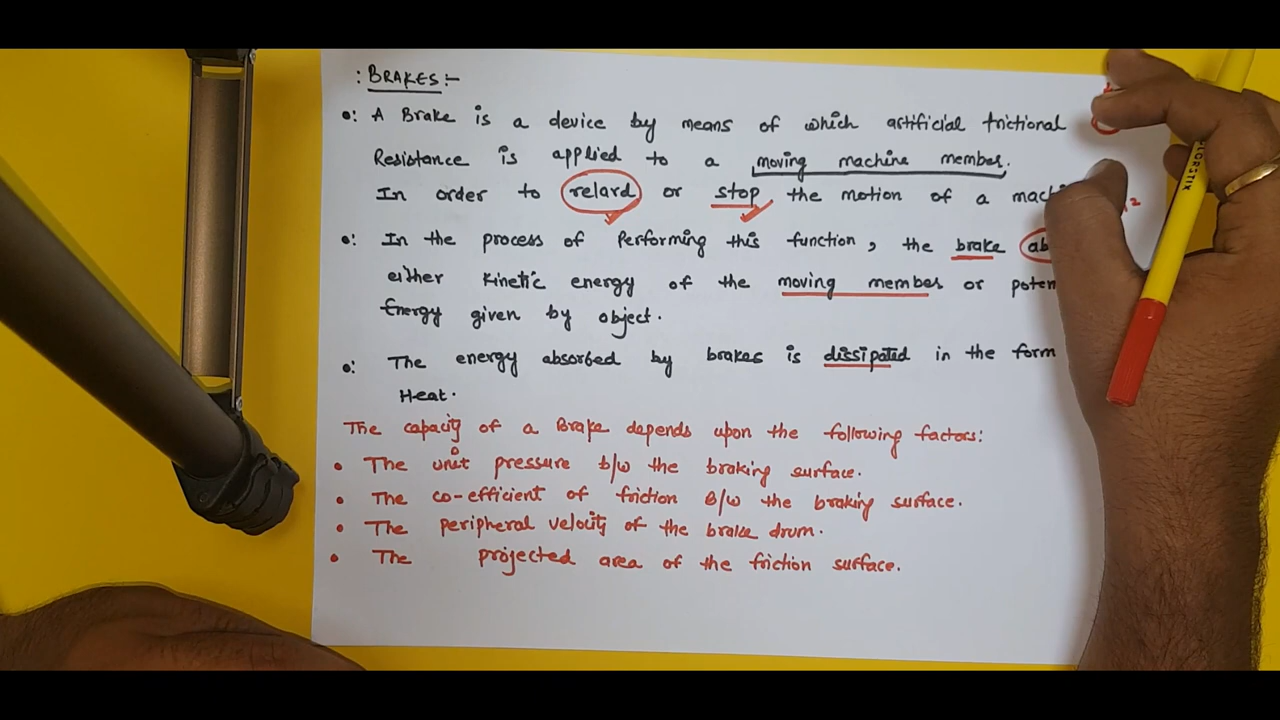 : BRAKES :-
A Brake is a device by means of which artificial frictional
Resistance is applied to a moving machine member.
In order to relard or stop the motion of a machi
In the process of Performing this function, the brake ab
either kinetic energy of the moving member or poten
Energy given by object.
The energy absorbed by brakes is dissipated in the form
Heat.
The capacity of a Brake depends upon the following factors:
• The unit pressure b/w the braking surface.
• The co-efficient of friction B/w the braking surface.
• The peripheral velocity of the brake drum.
• The projected area of the friction surface.
COLORSTIX